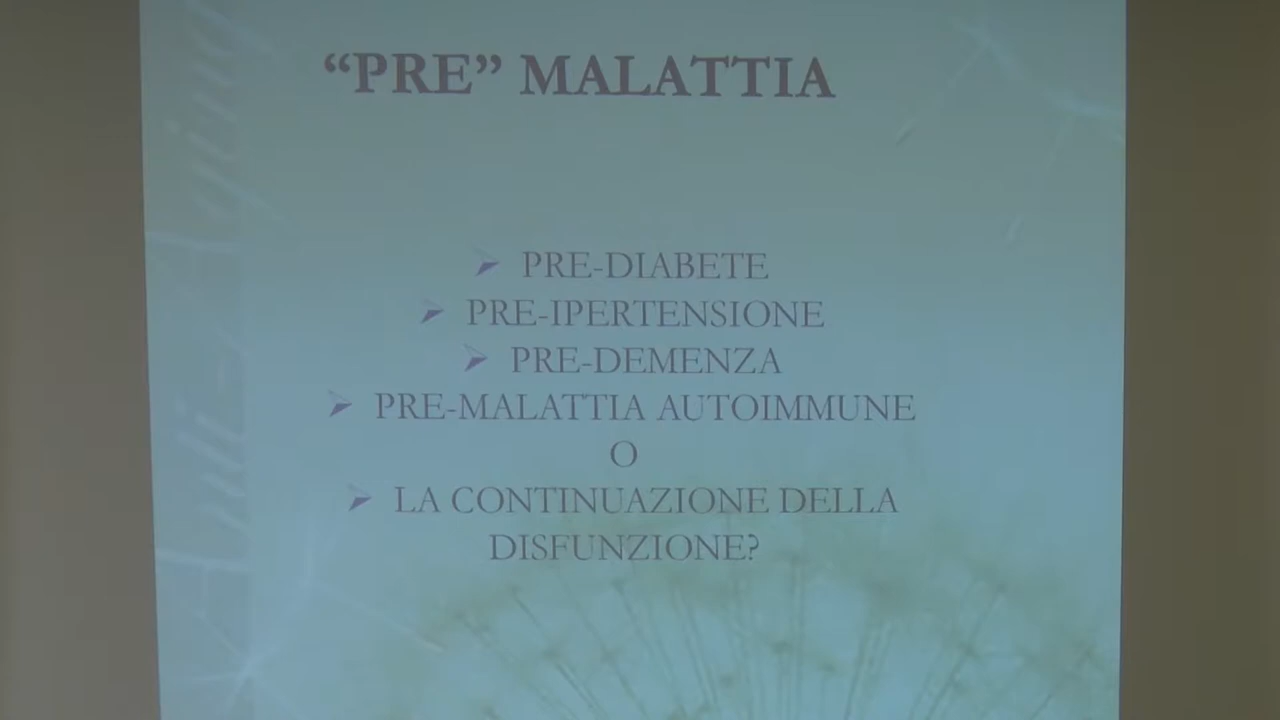 “PRE” MALATTIA
PRE-DIABETE
PRE-IPERTENSIONE
PRE-DEMENZA
PRE-MALATTIA AUTOIMMUNE
O
LA CONTINUAZIONE DELLA
DISFUNZIONE?